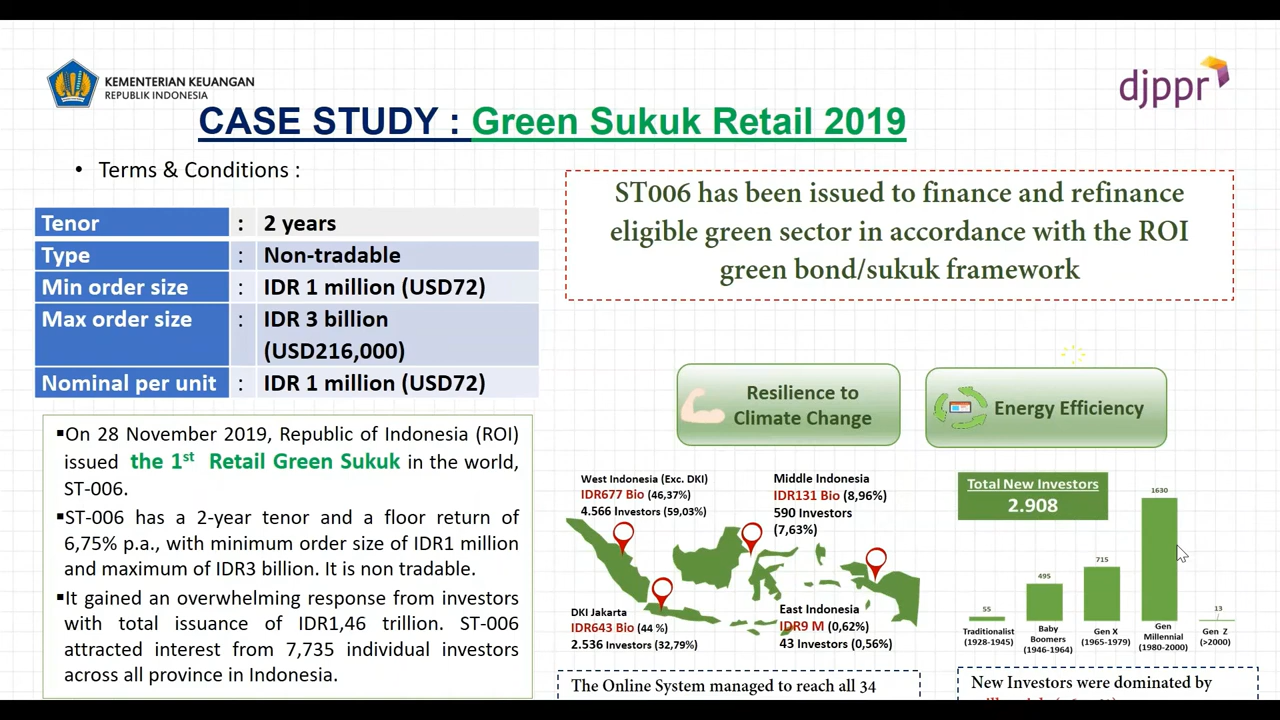 KEMENTERIAN KEUANGAN
REPUBLIK INDONESIA
djppr
CASE STUDY : Green Sukuk Retail 2019
• Terms & Conditions :
Tenor : 2 years
Type : Non-tradable
Min order size : IDR 1 million (USD72)
Max order size : IDR 3 billion
(USD216,000)
Nominal per unit : IDR 1 million (USD72)
▪On 28 November 2019, Republic of Indonesia (ROI)
issued the 1st Retail Green Sukuk in the world,
ST-006.
▪ST-006 has a 2-year tenor and a floor return of
6,75% p.a., with minimum order size of IDR1 million
and maximum of IDR3 billion. It is non tradable.
▪It gained an overwhelming response from investors
with total issuance of IDR1,46 trillion. ST-006
attracted interest from 7,735 individual investors
across all province in Indonesia.
ST006 has been issued to finance and refinance
eligible green sector in accordance with the ROI
green bond/sukuk framework
Resilience to
Climate Change
Energy Efficiency
West Indonesia (Exc. DKI)
IDR677 Bio (46,37%)
4.566 Investors (59,03%)
Middle Indonesia
IDR131 Bio (8,96%)
590 Investors
(7,63%)
DKI Jakarta
IDR643 Bio (44 %)
2.536 Investors (32,79%)
East Indonesia
IDR9 M (0,62%)
43 Investors (0,56%)
The Online System managed to reach all 34
Total New Investors
2.908
55
495
715
1630
13
Traditionalist
(1928-1945)
Baby
Boomers
(1946-1964)
Gen X
(1965-1979)
Gen
Millennial
(1980-2000)
Gen Z
(>2000)
New Investors were dominated by